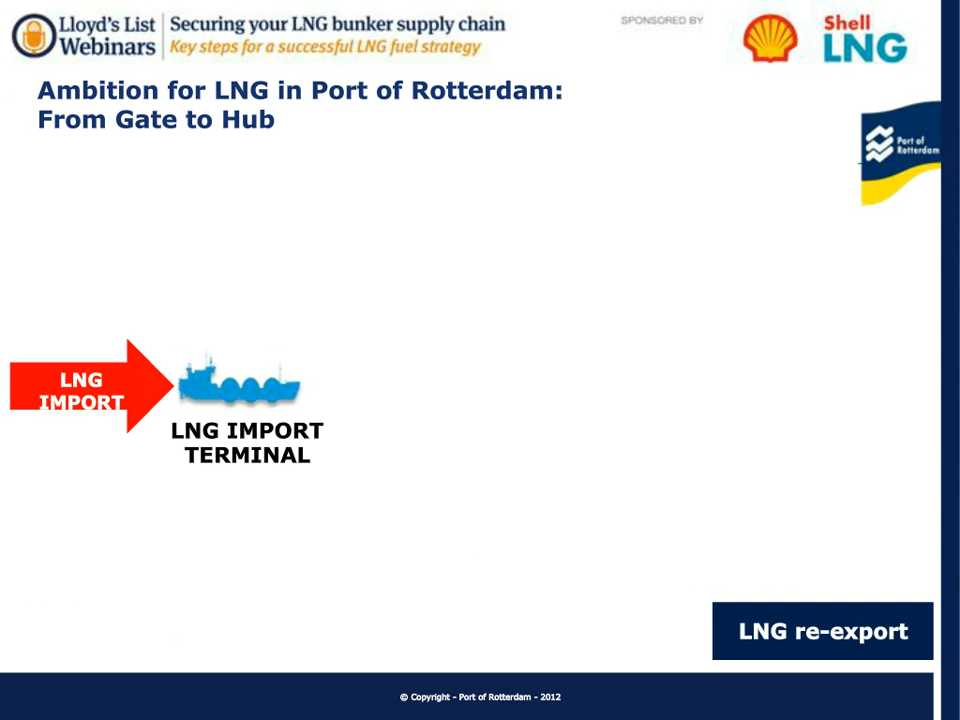 Lloyd's List
Webinars
Securing your LNG bunker supply chain
Key steps for a successful LNG fuel strategy
SPONSORED BY
Shell
LNG
Ambition for LNG in Port of Rotterdam:
From Gate to Hub
Port of
Rotterdam
LNG
IMPORT
LNG IMPORT
TERMINAL
LNG re-export
© Copyright - Port of Rotterdam - 2012